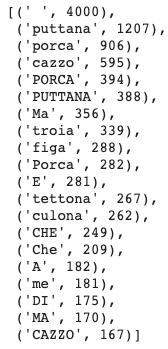 [(' ', 4000),
('puttana', 1207),
('porca', 906),
('cazzo', 595),
('PORCA', 394),
('PUTTANA', 388),
('Ma', 356),
('troia', 339),
('figa', 288),
('Porca', 282),
('E', 281),
('tettona', 267),
('culona', 262),
('CHE', 249),
('Che', 209),
('A', 182),
('me', 181),
('DI', 175),
('MA', 170),
('CAZZO', 167)]